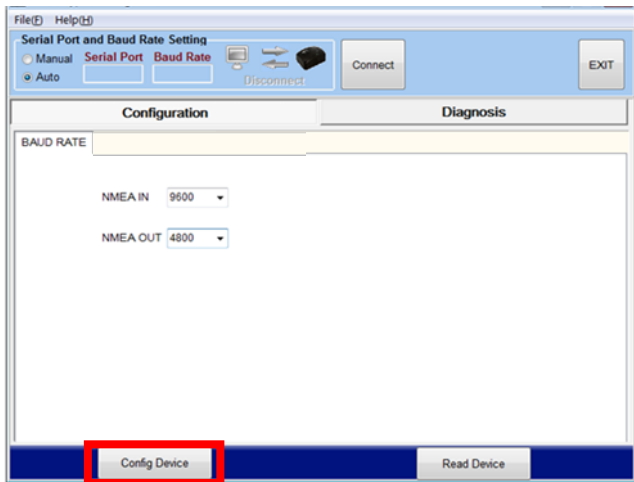 File(F) Help(H)
Serial Port and Baud Rate Setting
Manual Serial Port Baud Rate
Auto
Disconnect
Connect
EXIT
Configuration Diagnosis
BAUD RATE
NMEA IN 9600
NMEA OUT 4800
Config Device Read Device